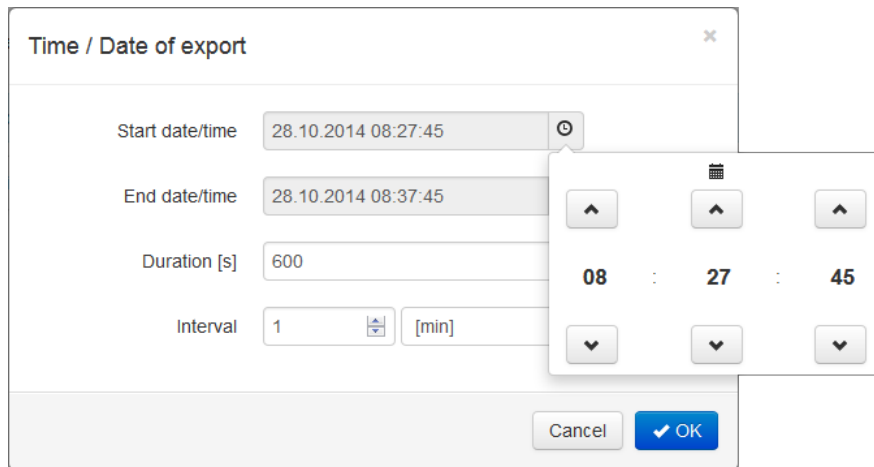 Time / Date of export ×
Start date/time 28.10.2014 08:27:45
End date/time 28.10.2014 08:37:45
Duration [s] 600
08 : 27 : 45
Interval 1 [min]
Cancel OK